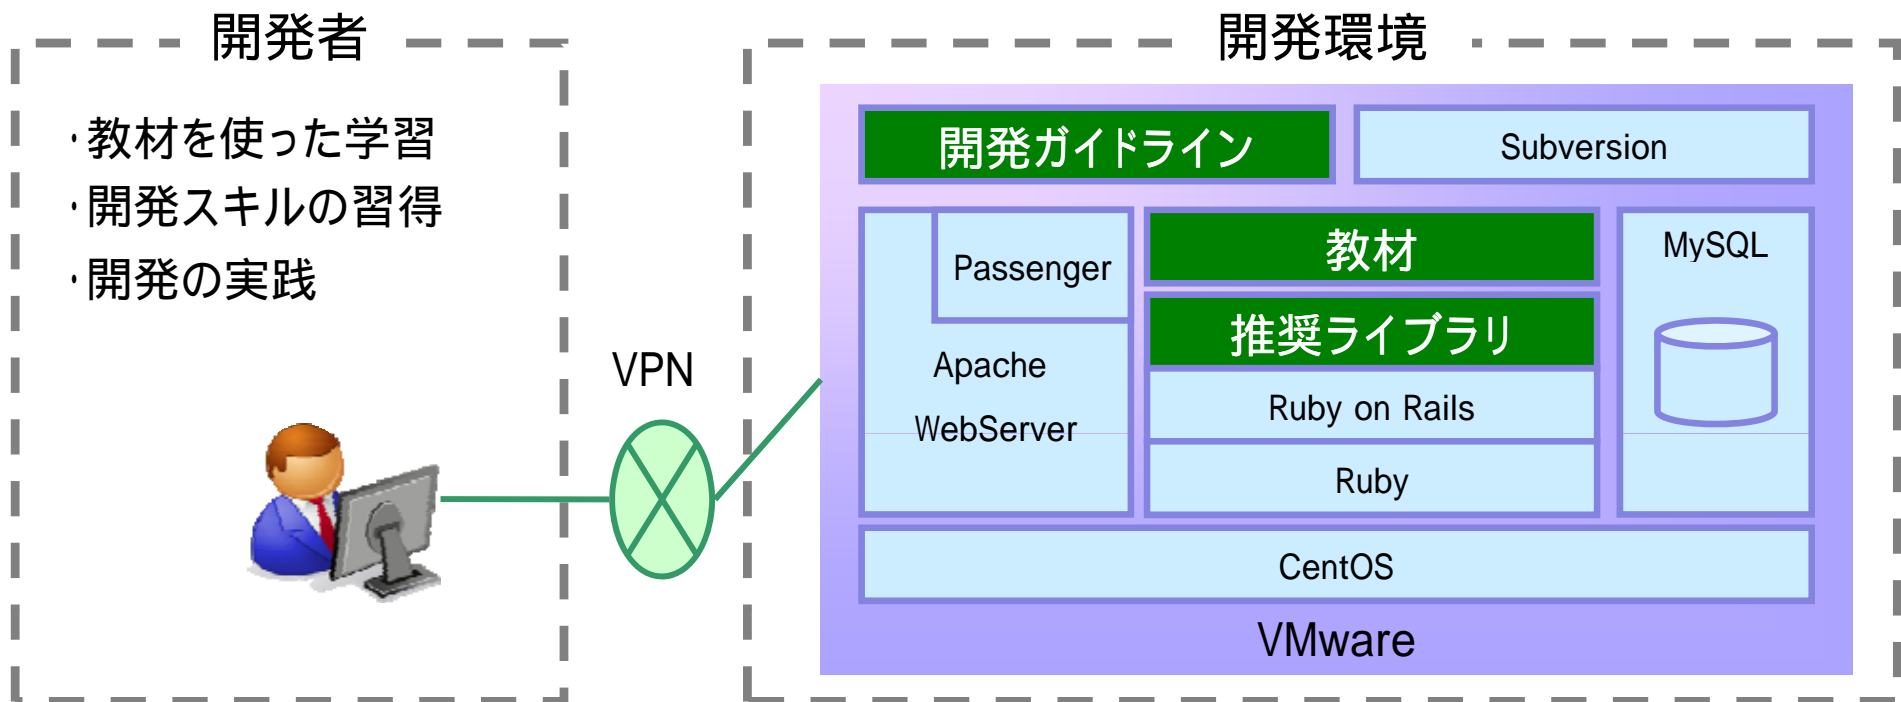 開発者
・教材を使った学習
・開発スキルの習得
・開発の実践
VPN
開発環境
開発ガイドライン
Subversion
Passenger
Apache
WebServer
教材
推奨ライブラリ
Ruby on Rails
Ruby
MySQL
CentOS
VMware